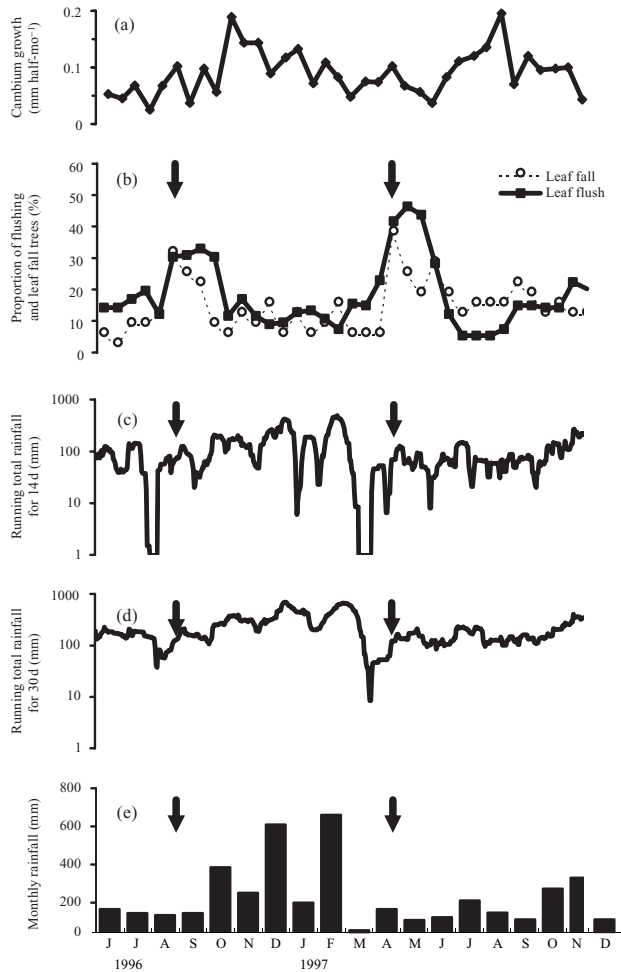 (a)
Cambium growth
(mm half-mo⁻¹)
0.2
0.1
0
(b)
Proportion of flushing
and leaf fall trees (%)
60
50
40
30
20
10
0
Leaf fall
Leaf flush
(c)
Running total rainfall
for 14 d (mm)
1000
100
10
1
(d)
Running total rainfall
for 30 d (mm)
1000
100
10
1
(e)
Monthly rainfall (mm)
800
600
400
200
0
J J A S O N D J F M A M J J A S O N D
1996 1997